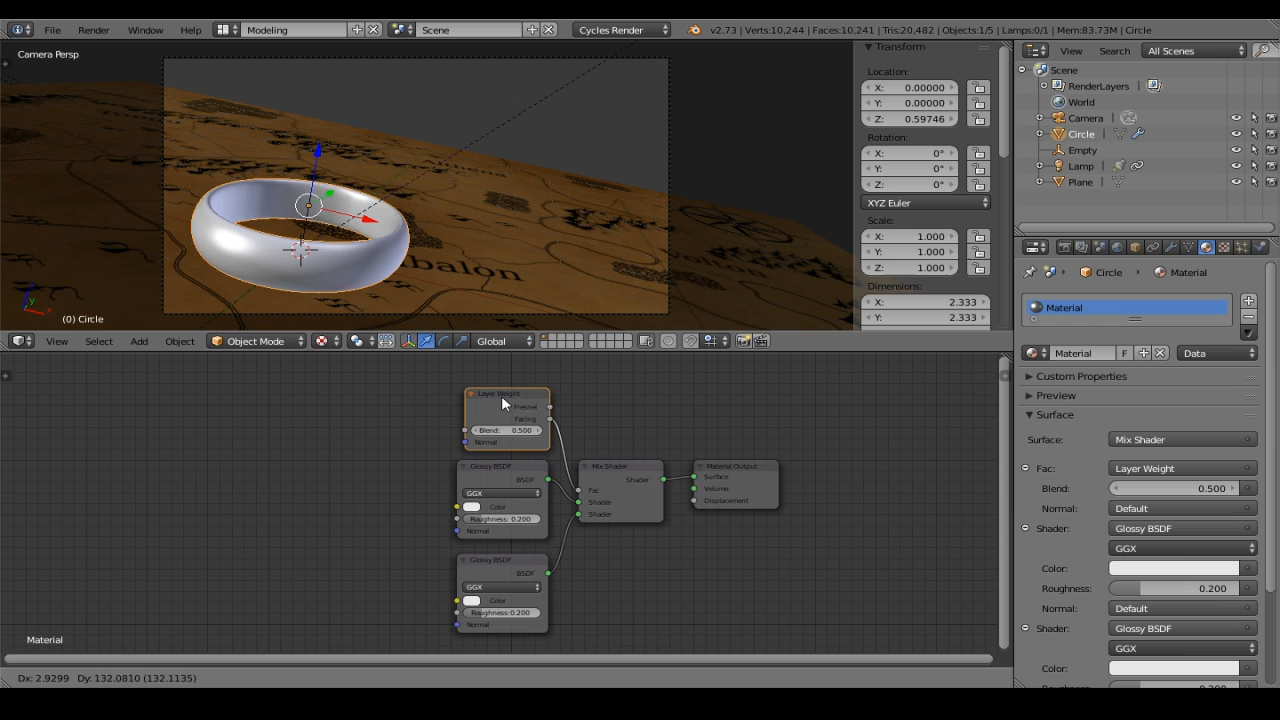 File Render Window Help Modeling Scene Cycles Render v2.73 | Verts:10,244 | Faces:10,241 | Tris:20,482 | Objects:1/5 | Lamps:0/1 | Mem:83.73M | Circle
Camera Persp
balon
(0) Circle
Transform
Location:
X: 0.00000
Y: 0.00000
Z: 0.59746
Rotation:
X: 0°
Y: 0°
Z: 0°
XYZ Euler
Scale:
X: 1.000
Y: 1.000
Z: 1.000
Dimensions:
X: 2.333
Y: 2.333
View Search All Scenes
Scene
RenderLayers
World
Camera
Circle
Empty
Lamp
Plane
View Select Add Object Object Mode Global
Layer Weight
Fresnel
Facing
Blend: 0.500
Normal
Glossy BSDF
BSDF
GGX
Color
Roughness: 0.200
Normal
Glossy BSDF
BSDF
GGX
Color
Roughness: 0.200
Normal
Mix Shader
Shader
Fac
Shader
Shader
Material Output
Surface
Volume
Displacement
Material
Dx: 2.9299 Dy: 132.0810 (132.1135)
Circle Material
Material
Material F Data
Custom Properties
Preview
Surface
Surface: Mix Shader
Fac: Layer Weight
Blend: 0.500
Normal: Default
Shader: Glossy BSDF
GGX
Color:
Roughness: 0.200
Normal: Default
Shader: Glossy BSDF
GGX
Color: